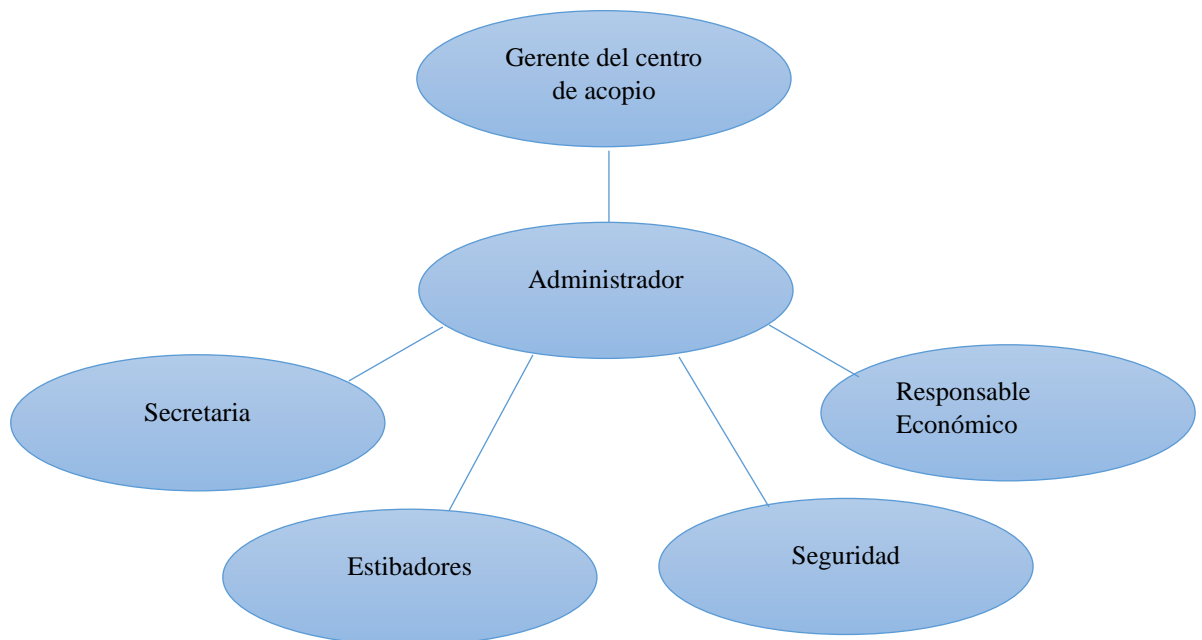 Gerente del centro
de acopio
Administrador
Secretaria
Responsable
Económico
Estibadores
Seguridad